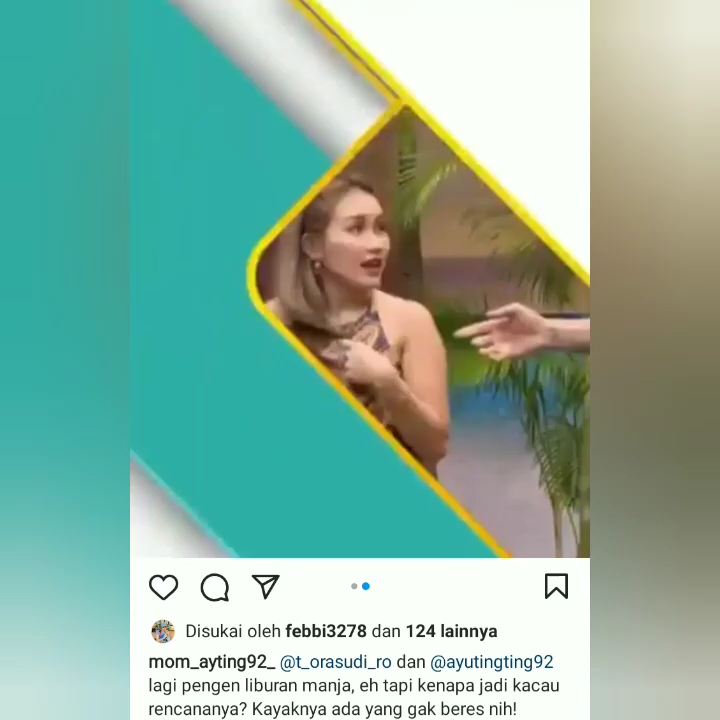 Disukai oleh febbi3278 dan 124 lainnya
mom_ayting92_ @t_orasudi_ro dan @ayutingting92
lagi pengen liburan manja, eh tapi kenapa jadi kacau
rencananya? Kayaknya ada yang gak beres nih!